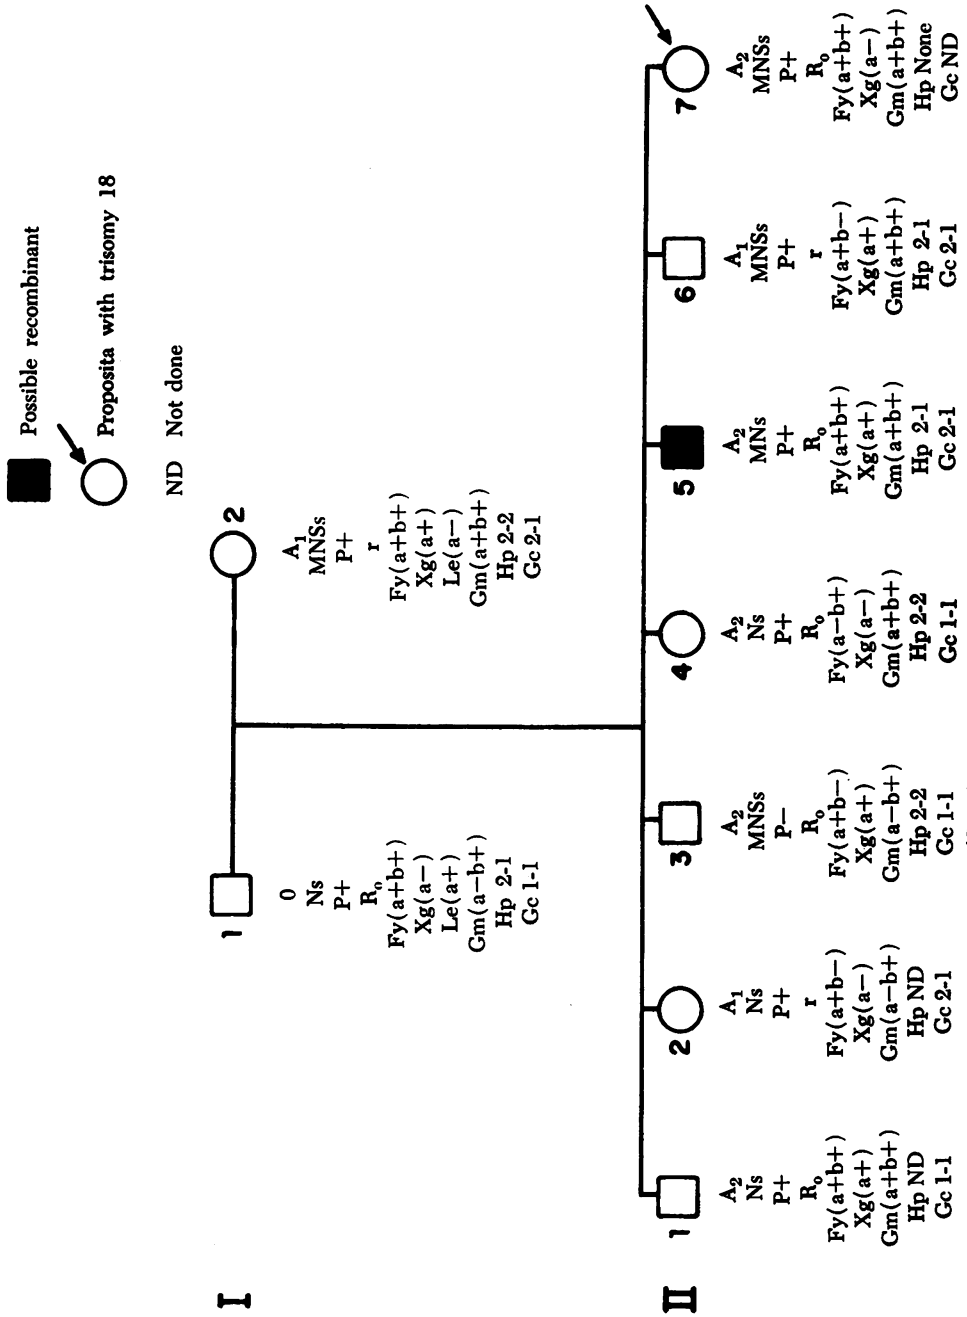 Possible recombinant
Proposita with trisomy 18
ND Not done
I
1
0
Ns
P+
Ro
Fy(a+b+)
Xg(a−)
Le(a+)
Gm(a−b+)
Hp 2-1
Gc 1-1
2
A1
MNSs
P+
r
Fy(a+b+)
Xg(a+)
Le(a−)
Gm(a+b+)
Hp 2-2
Gc 2-1
II
1
A2
Ns
P+
Ro
Fy(a+b+)
Xg(a+)
Gm(a+b+)
Hp ND
Gc 1-1
2
A1
Ns
P+
r
Fy(a+b−)
Xg(a−)
Gm(a−b+)
Hp ND
Gc 2-1
3
A2
MNSs
P−
Ro
Fy(a+b−)
Xg(a+)
Gm(a−b+)
Hp 2-2
Gc 1-1
4
A2
Ns
P+
Ro
Fy(a−b+)
Xg(a−)
Gm(a+b+)
Hp 2-2
Gc 1-1
5
A2
MNs
P+
Ro
Fy(a+b+)
Xg(a+)
Gm(a+b+)
Hp 2-1
Gc 2-1
6
A1
MNSs
P+
r
Fy(a+b−)
Xg(a+)
Gm(a+b+)
Hp 2-1
Gc 2-1
7
A2
MNSs
P+
Ro
Fy(a+b+)
Xg(a−)
Gm(a+b+)
Hp None
Gc ND